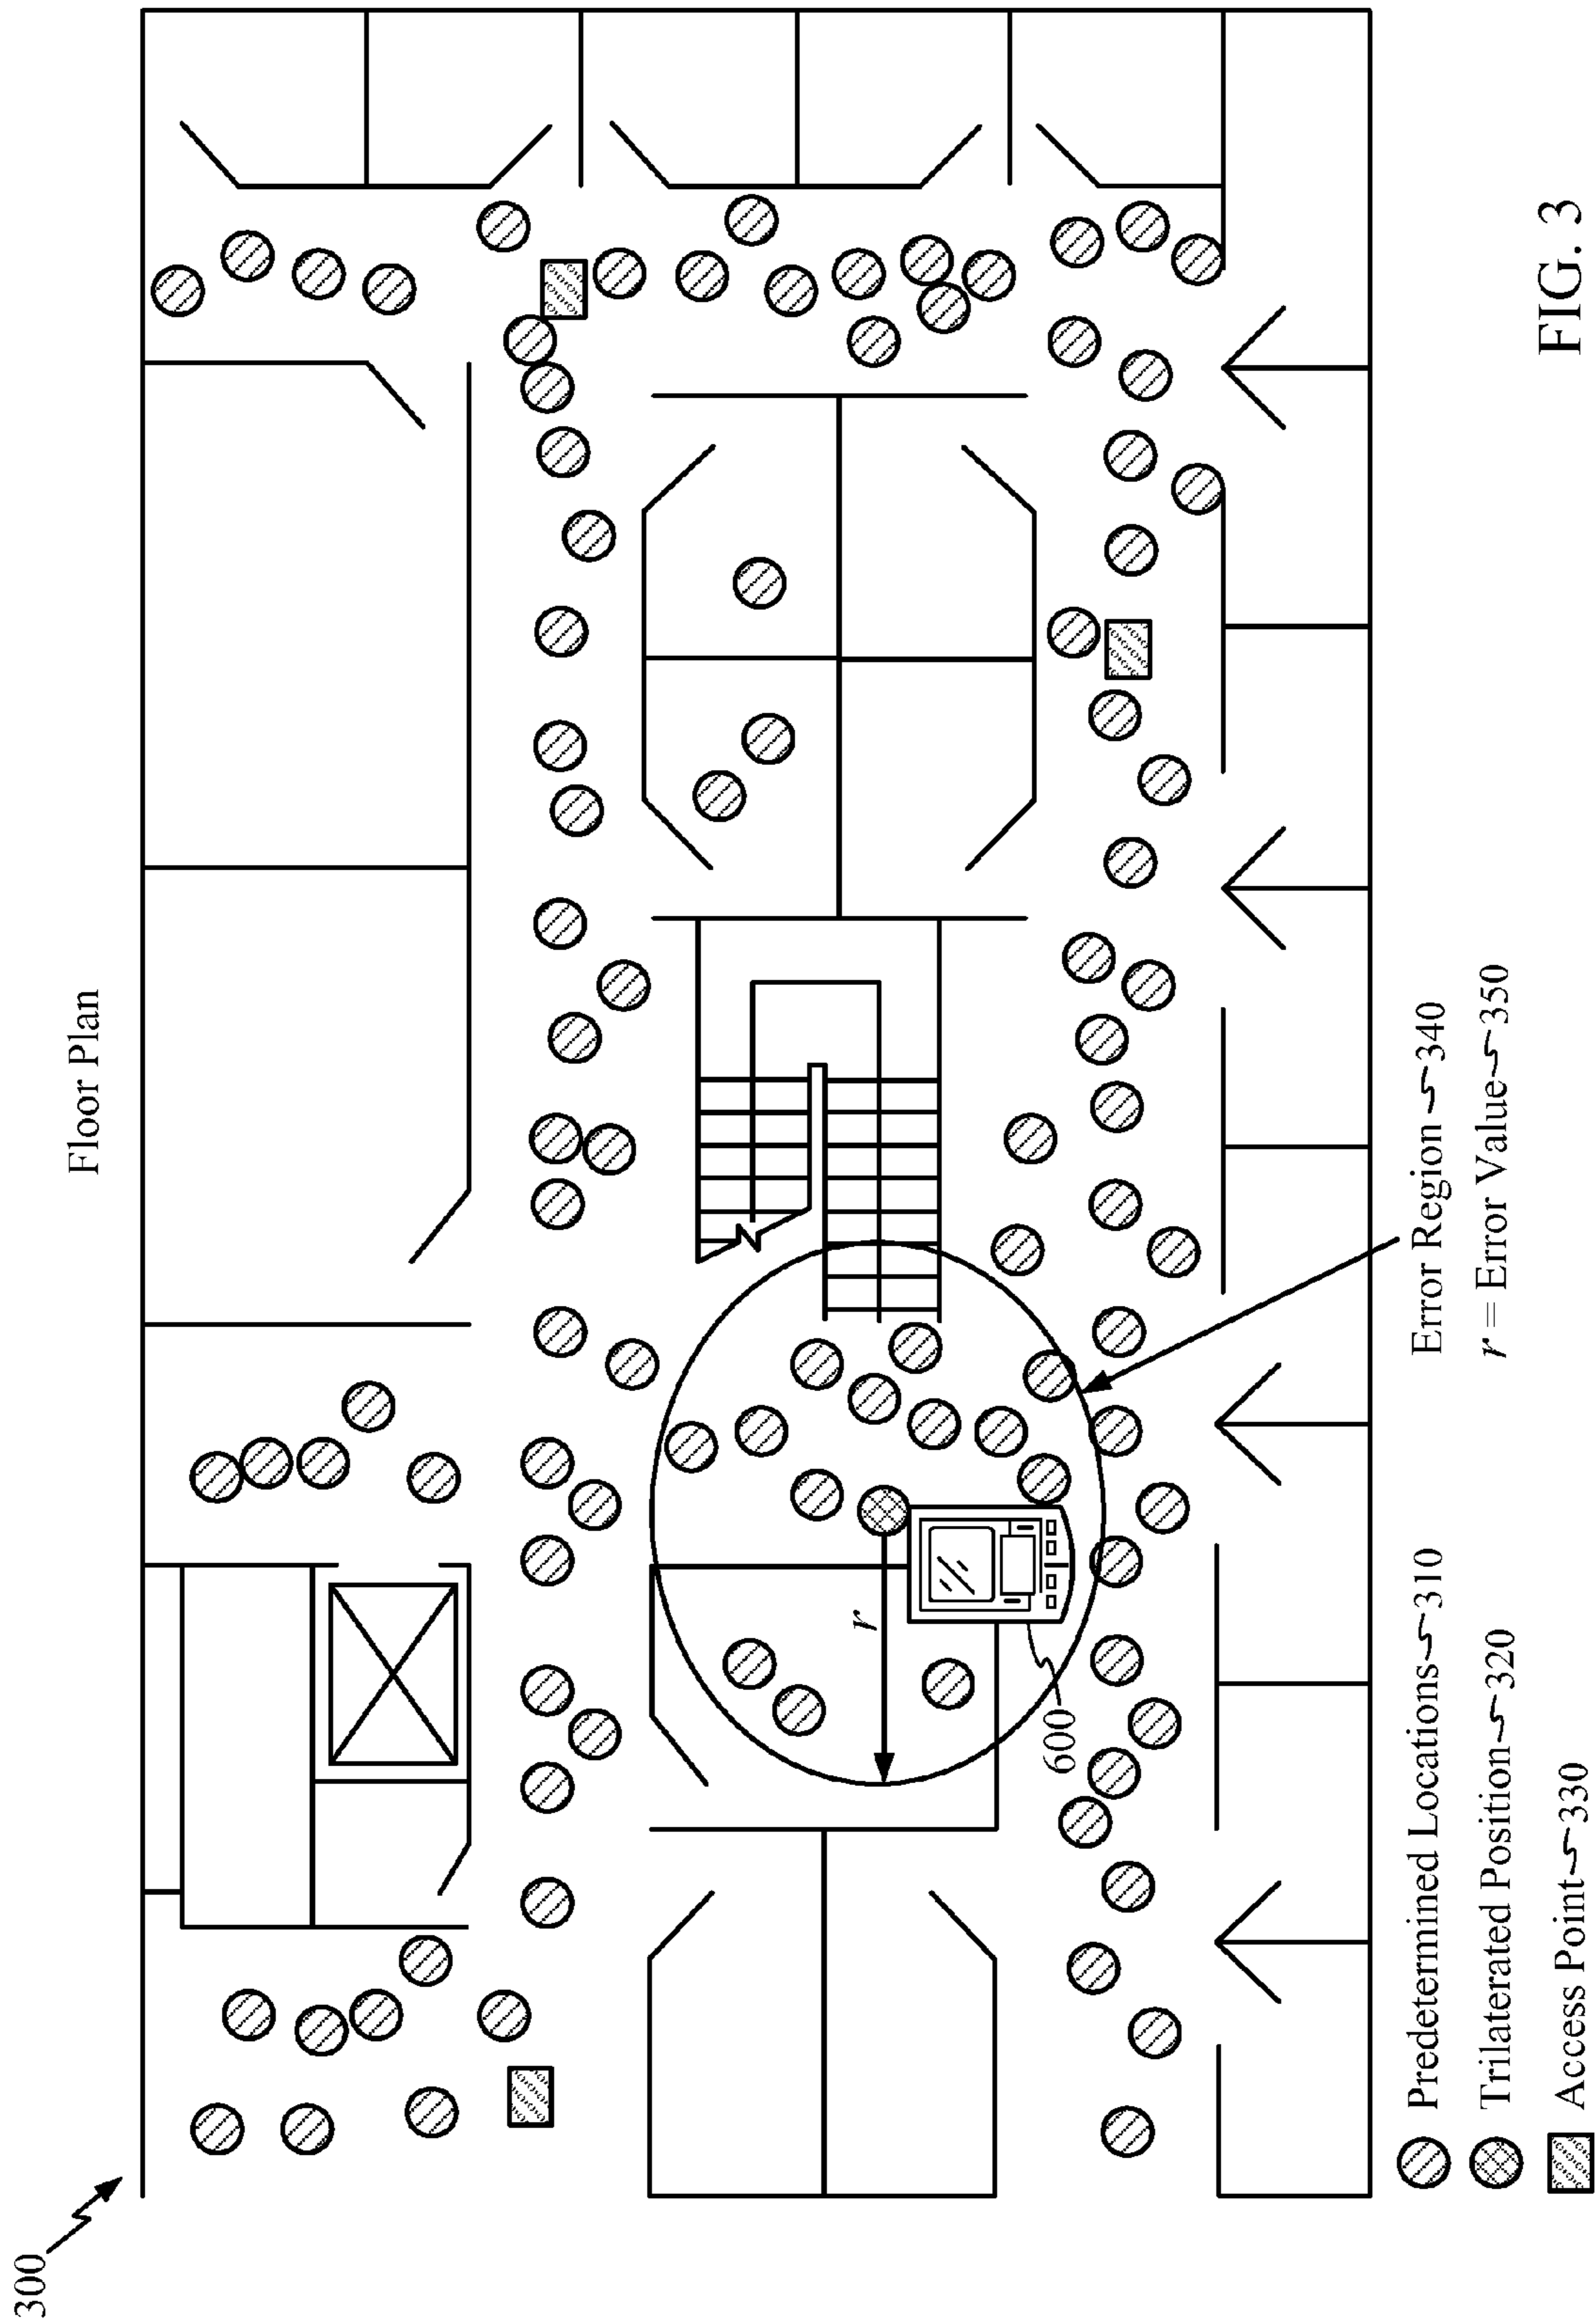 300
Floor Plan
r
600
Predetermined Locations 310
Trilaterated Position 320
Access Point 330
Error Region 340
r = Error Value 350
FIG. 3